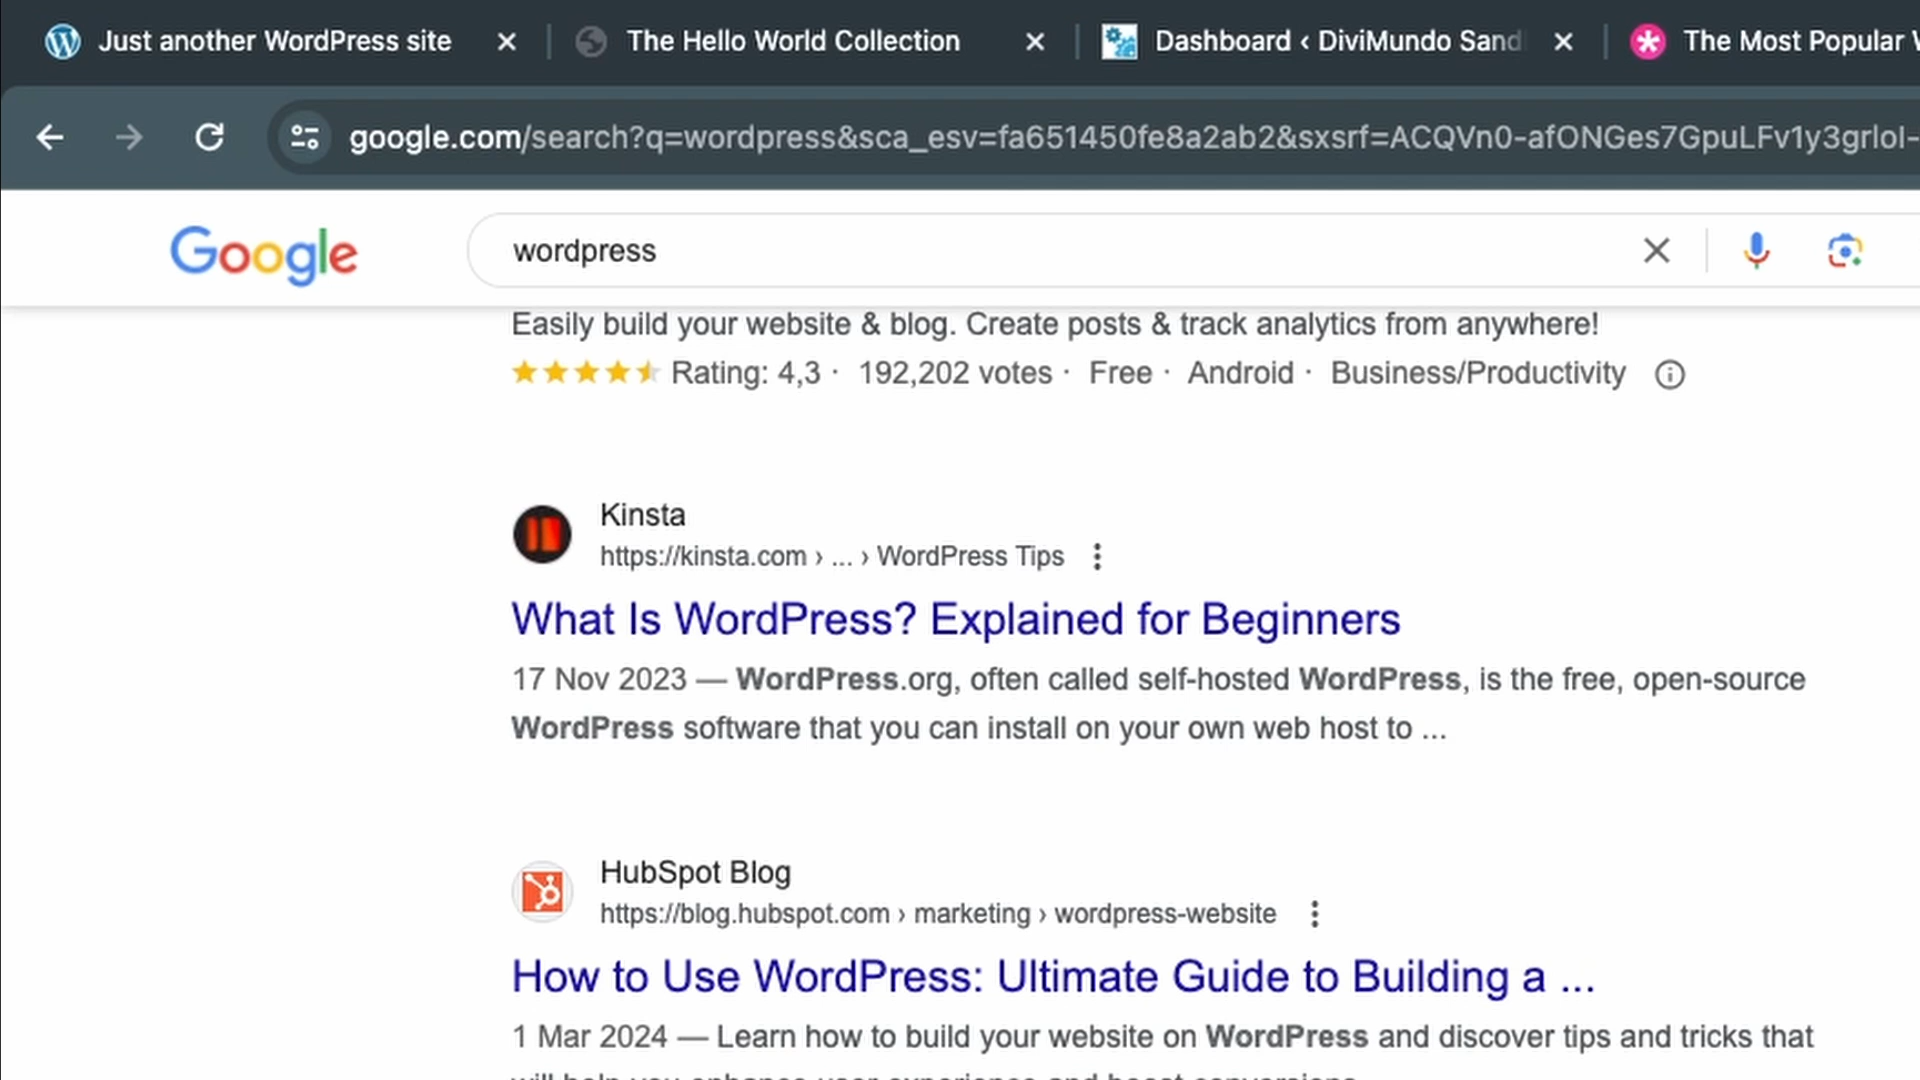 Just another WordPress site
The Hello World Collection
Dashboard ‹ DiviMundo Sand
The Most Popular
google.com/search?q=wordpress&sca_esv=fa651450fe8a2ab2&sxsrf=ACQVn0-afONGes7GpuLFv1y3grlol-
Google
wordpress
Easily build your website & blog. Create posts & track analytics from anywhere!
Rating: 4,3 · 192,202 votes · Free · Android · Business/Productivity
Kinsta
https://kinsta.com › ... › WordPress Tips
What Is WordPress? Explained for Beginners
17 Nov 2023 — WordPress.org, often called self-hosted WordPress, is the free, open-source
WordPress software that you can install on your own web host to ...
HubSpot Blog
https://blog.hubspot.com › marketing › wordpress-website
How to Use WordPress: Ultimate Guide to Building a ...
1 Mar 2024 — Learn how to build your website on WordPress and discover tips and tricks that